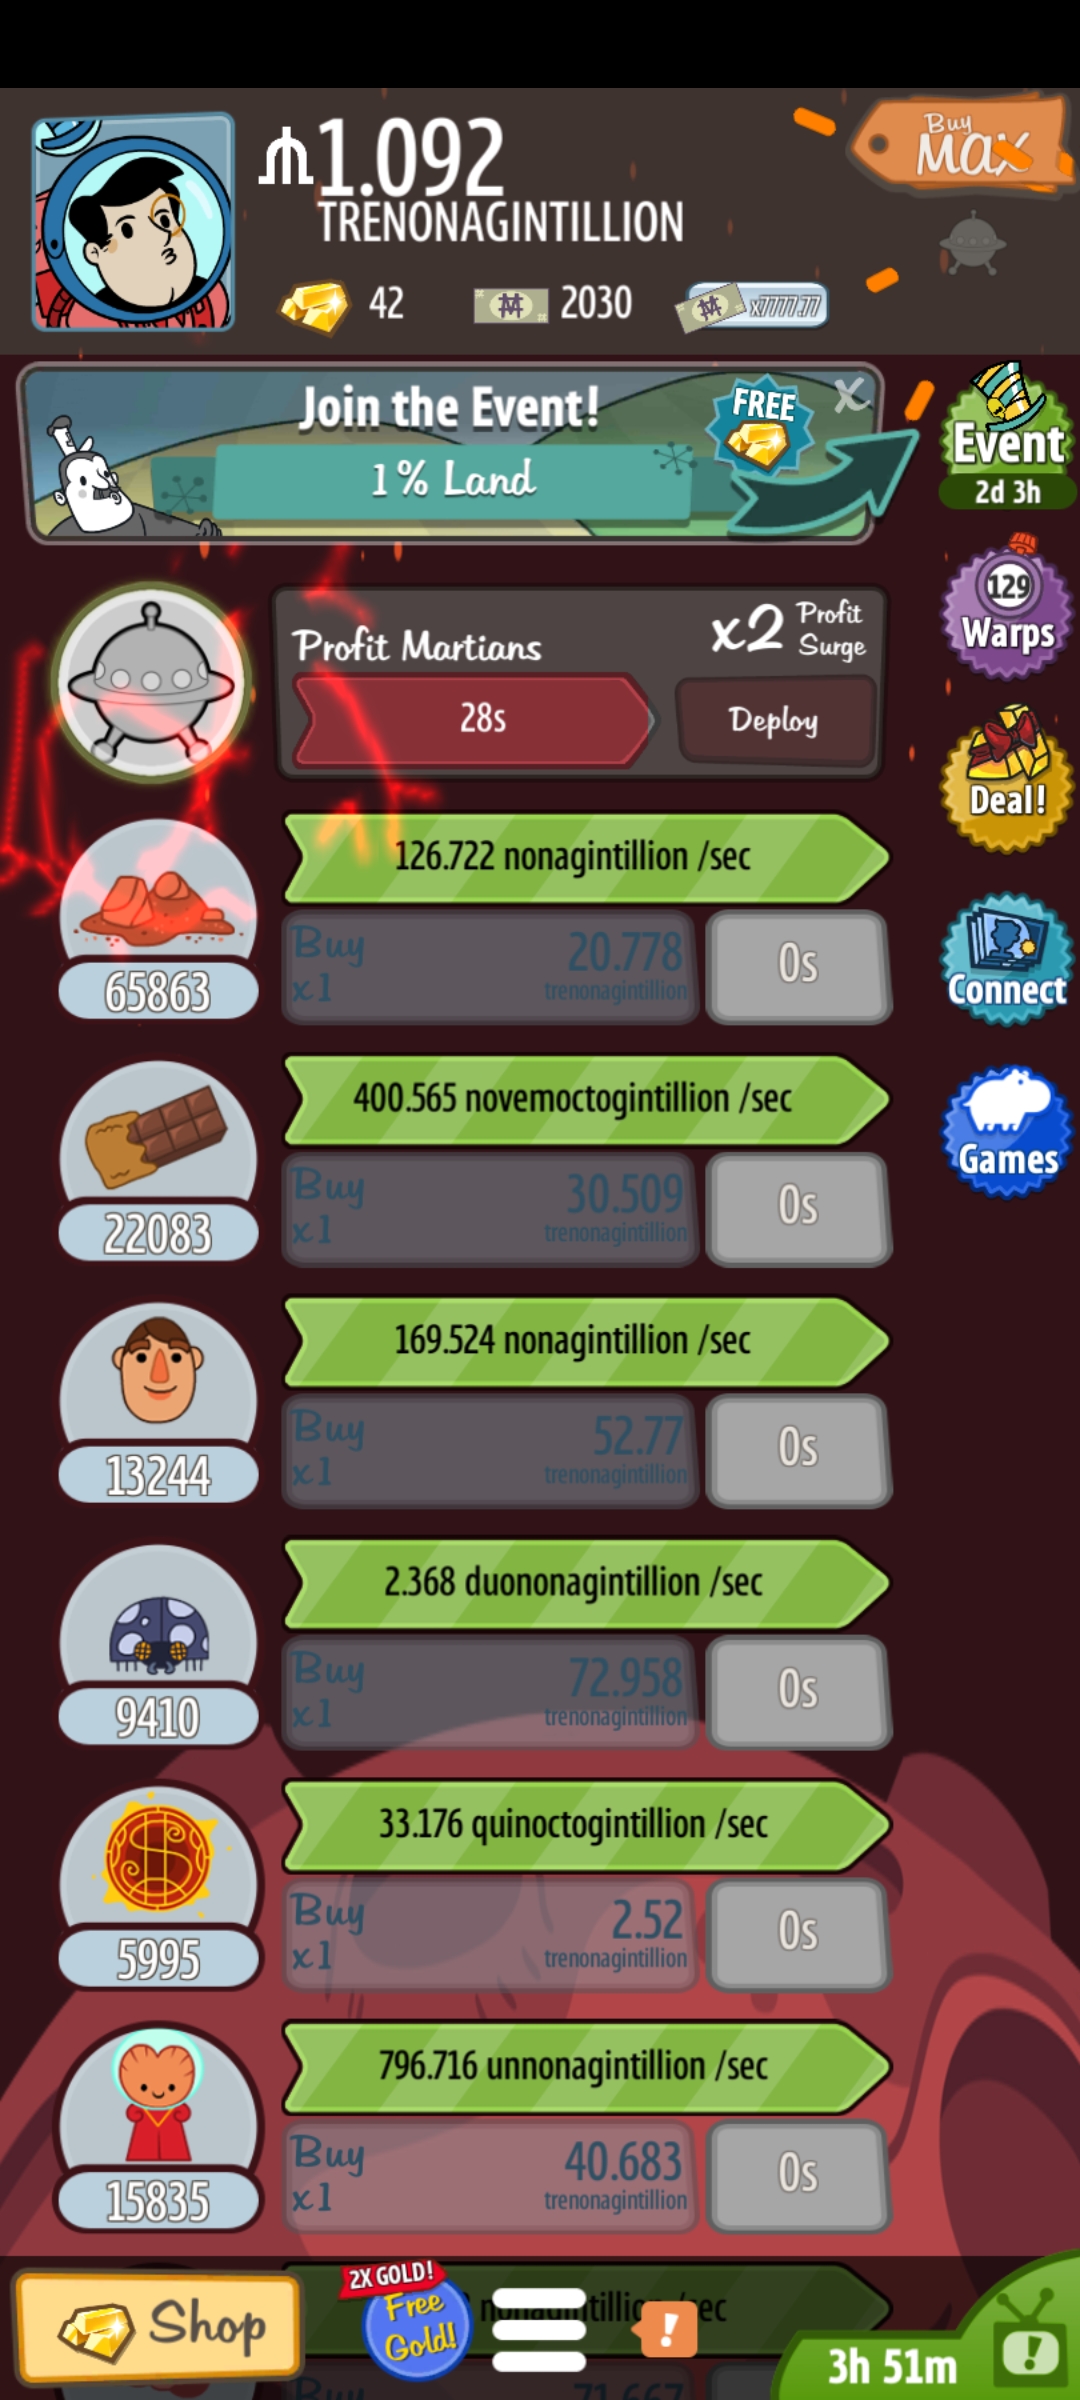 1.092
TRENONAGINTILLION
Buy
Max
42
2030
x7777.77
Join the Event!
1% Land
FREE
X
Event
2d 3h
129
Warps
Deal!
Connect
Games
Profit Martians
x2 Profit Surge
28s
Deploy
126.722 nonagintillion /sec
Buy x1
20.778
trenonagintillion
0s
65863
400.565 novemoctogintillion /sec
Buy x1
30.509
trenonagintillion
0s
22083
169.524 nonagintillion /sec
Buy x1
52.77
trenonagintillion
0s
13244
2.368 duononagintillion /sec
Buy x1
72.958
trenonagintillion
0s
9410
33.176 quinoctogintillion /sec
Buy x1
2.52
trenonagintillion
0s
5995
796.716 unnonagintillion /sec
Buy x1
40.683
trenonagintillion
0s
15835
Shop
2X GOLD!
Free
Gold!
!
3h 51m
!